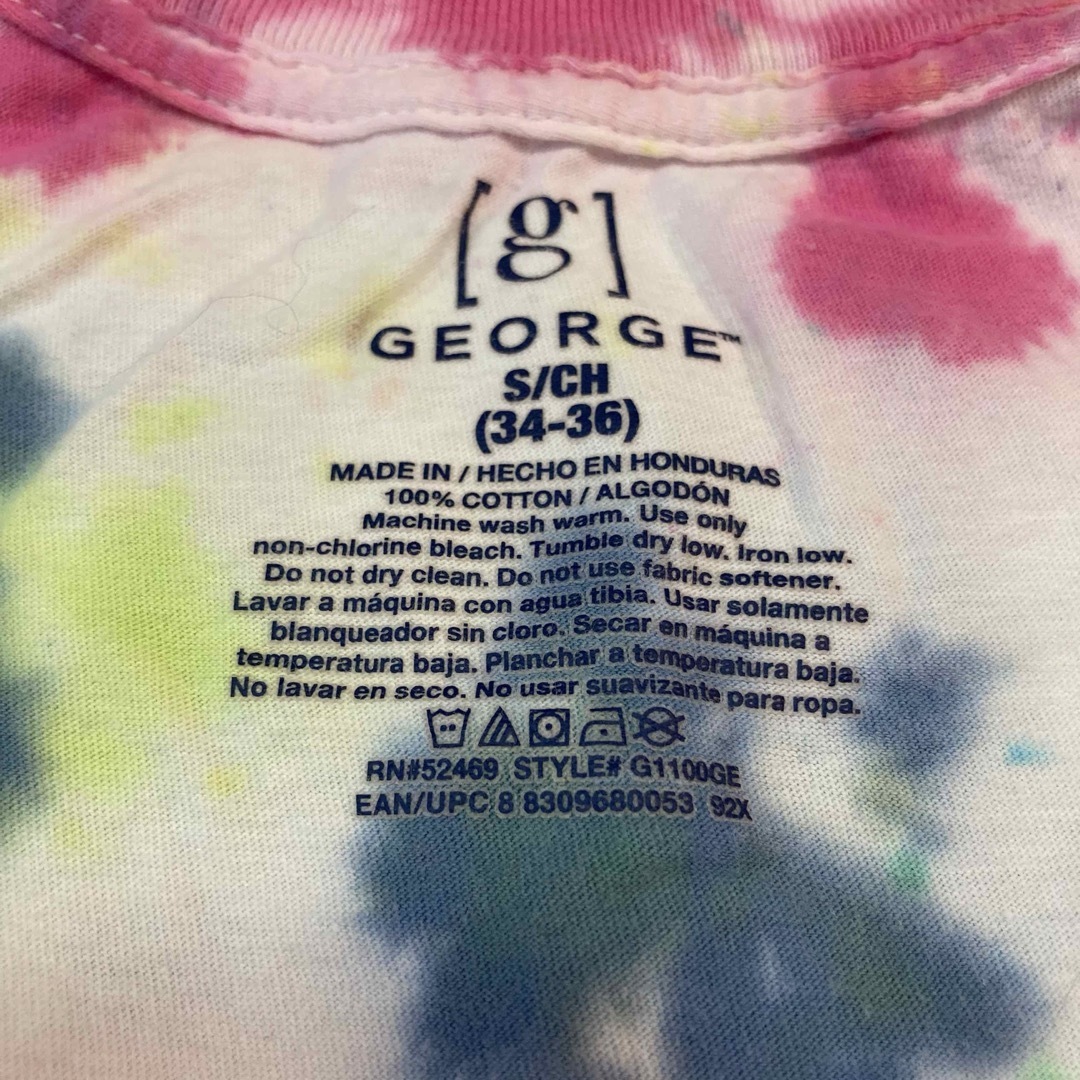 [g]
GEORGE™
S/CH
(34-36)
MADE IN / HECHO EN HONDURAS
100% COTTON / ALGODÓN
Machine wash warm. Use only
non-chlorine bleach. Tumble dry low. Iron low.
Do not dry clean. Do not use fabric softener.
Lavar a máquina con agua tibia. Usar solamente
blanqueador sin cloro. Secar en máquina a
temperatura baja. Planchar a temperatura baja.
No lavar en seco. No usar suavizante para ropa.
RN#52469 STYLE# G1100GE
EAN/UPC 8 8309680053 92X